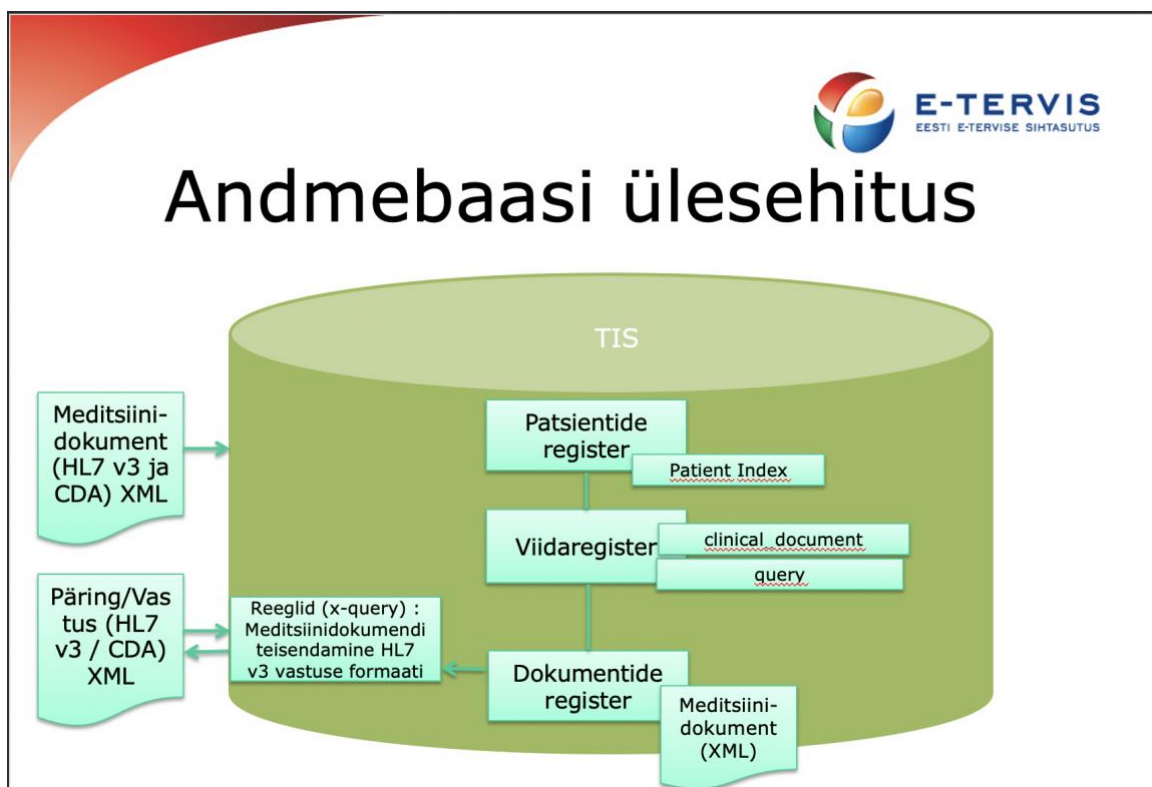 E-TERVIS
EESTI E-TERVISE SIHTASUTUS
Andmebaasi ülesehitus
TIS
Meditsiini-
dokument
(HL7 v3 ja
CDA) XML
Patsientide
register
Patient Index
Viidaregister
clinical_document
query
Päring/Vas
tus (HL7
v3 / CDA)
XML
Reeglid (x-query) :
Meditsiinidokumendi
teisendamine HL7
v3 vastuse formaati
Dokumentide
register
Meditsiini-
dokument
(XML)